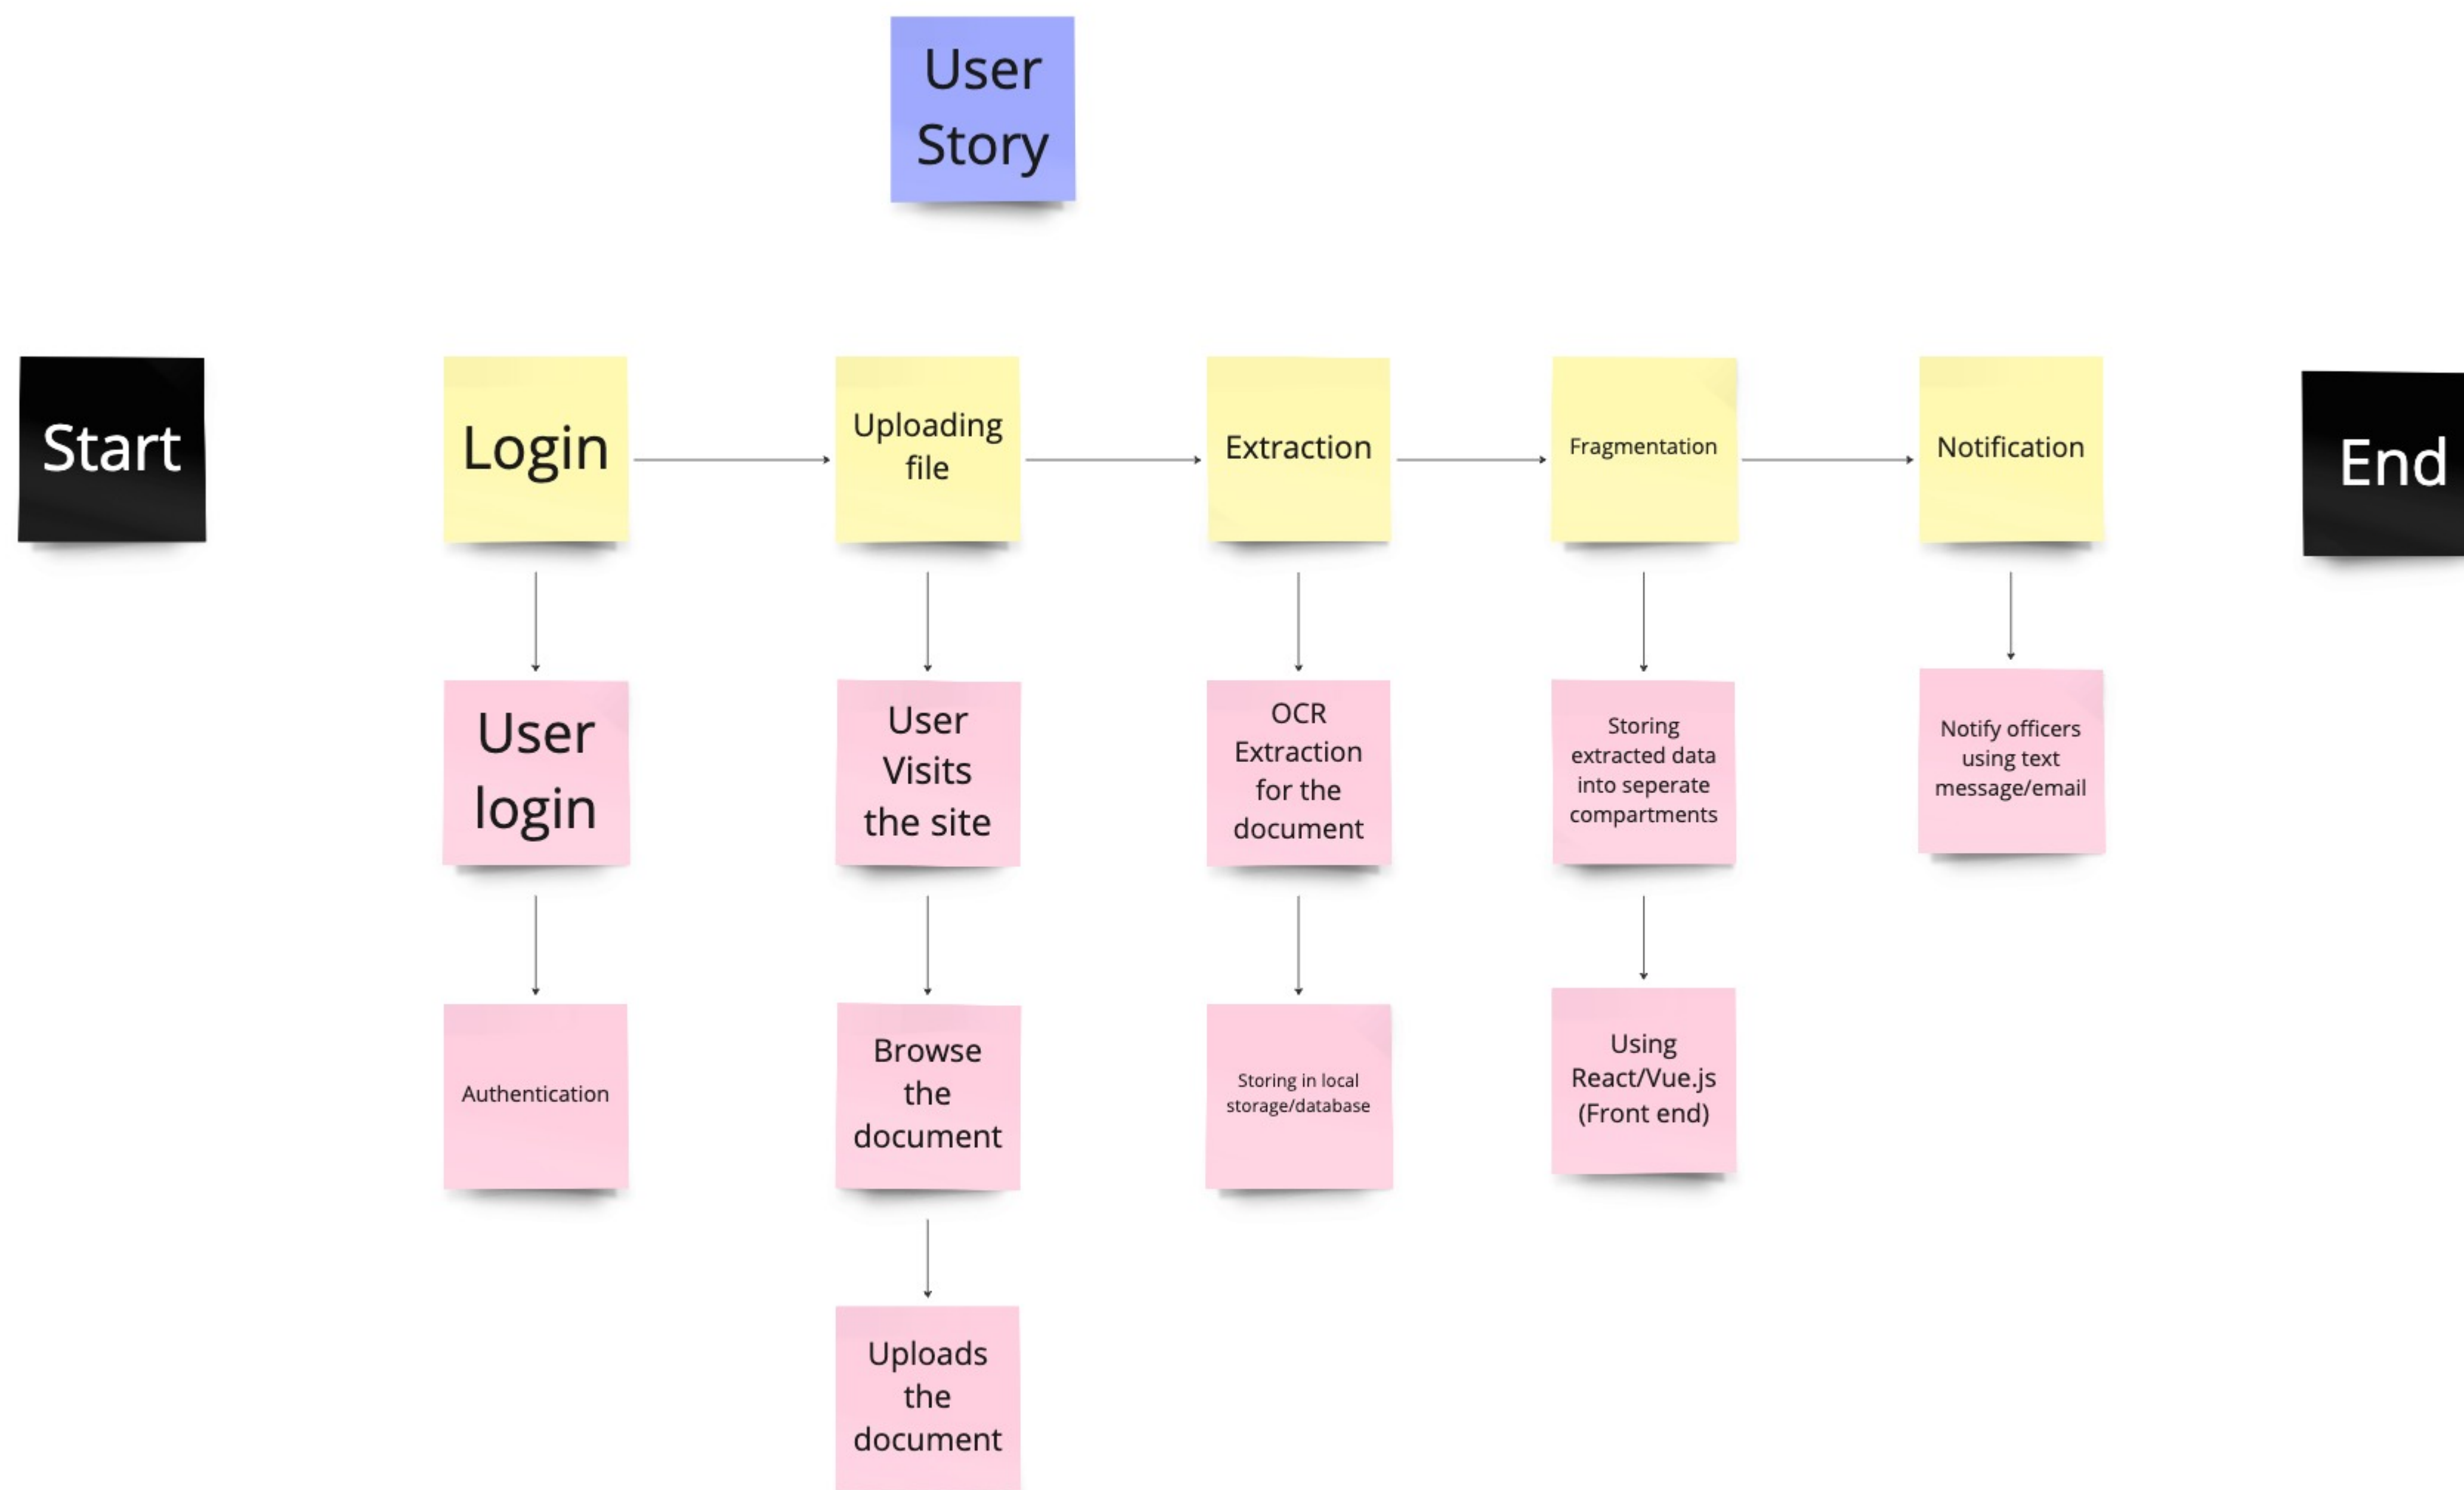 User
Story
Start
Login
Uploading
file
Extraction
Fragmentation
Notification
End
User
login
User
Visits
the site
OCR
Extraction
for the
document
Storing
extracted data
into seperate
compartments
Notify officers
using text
message/email
Authentication
Browse
the
document
Storing in local
storage/database
Using
React/Vue.js
(Front end)
Uploads
the
document